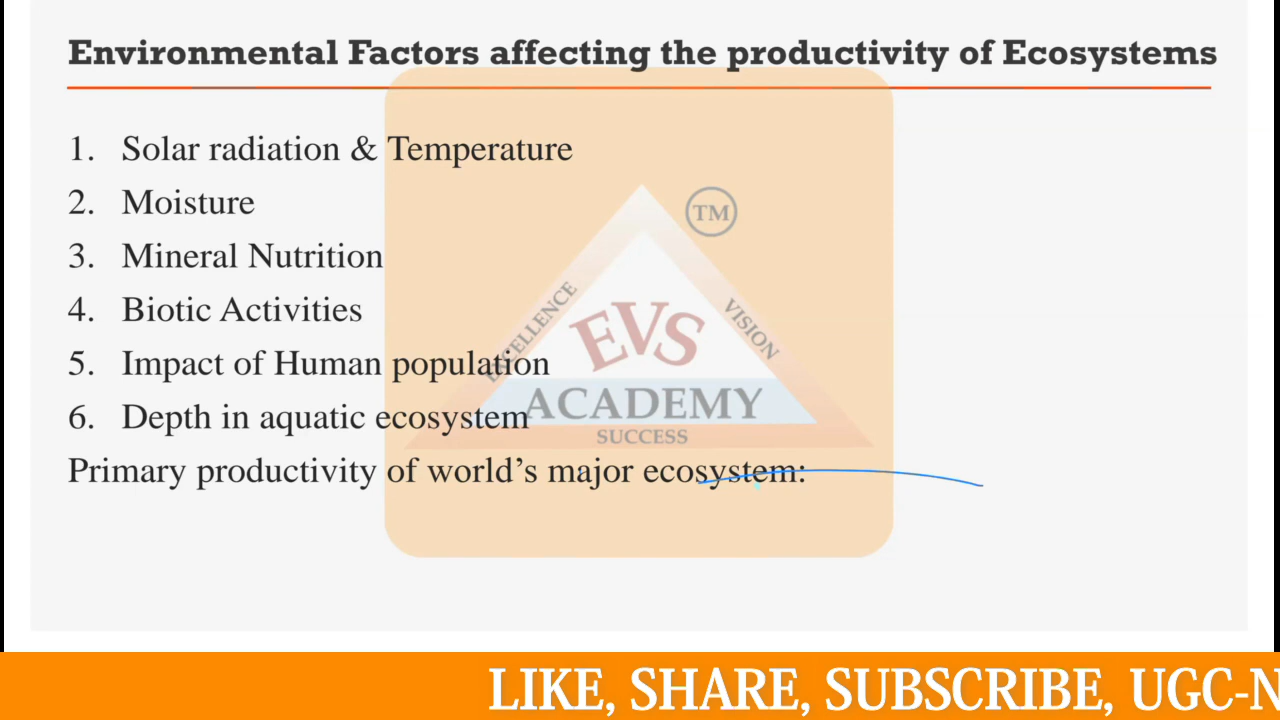 Environmental Factors affecting the productivity of Ecosystems
1. Solar radiation & Temperature
2. Moisture
TM
3. Mineral Nutrition
4. Biotic Activities
EXCELLENCE
VISION
EVS
5. Impact of Human population
ACADEMY
6. Depth in aquatic ecosystem
SUCCESS
Primary productivity of world’s major ecosystem:
LIKE, SHARE, SUBSCRIBE, UGC-N